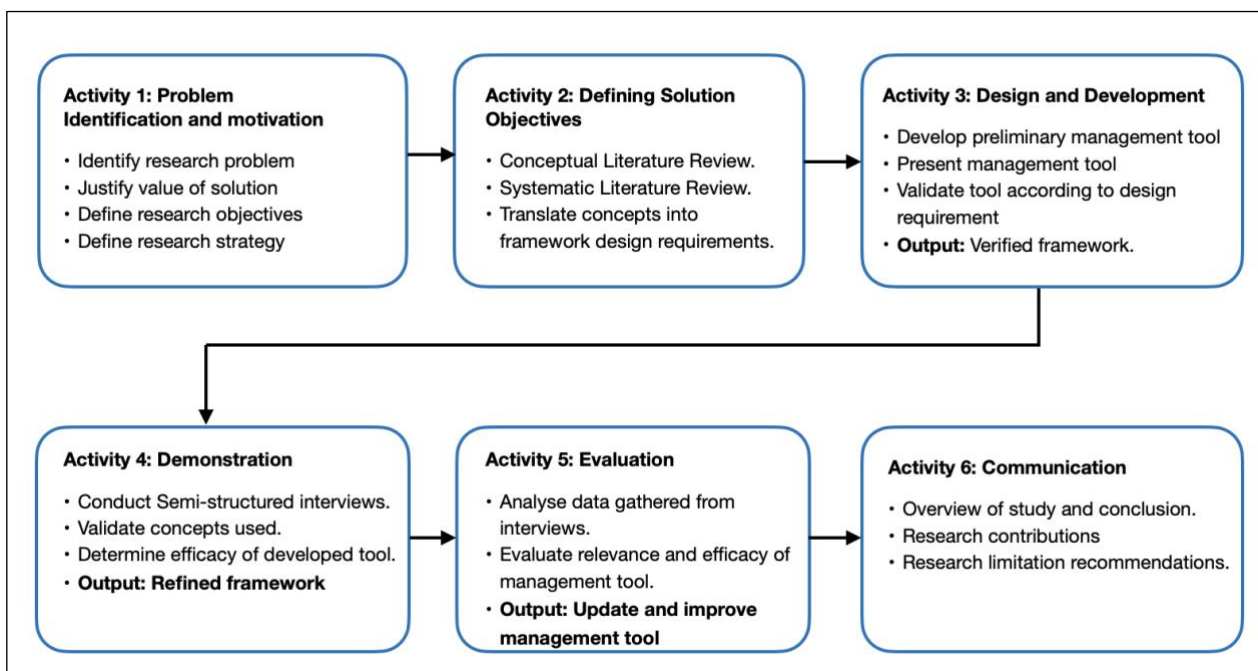 Activity 1: Problem
Identification and motivation
• Identify research problem
• Justify value of solution
• Define research objectives
• Define research strategy
Activity 2: Defining Solution
Objectives
• Conceptual Literature Review.
• Systematic Literature Review.
• Translate concepts into
framework design requirements.
Activity 3: Design and Development
• Develop preliminary management tool
• Present management tool
• Validate tool according to design
requirement
• Output: Verified framework.
Activity 4: Demonstration
• Conduct Semi-structured interviews.
• Validate concepts used.
• Determine efficacy of developed tool.
• Output: Refined framework
Activity 5: Evaluation
• Analyse data gathered from
interviews.
• Evaluate relevance and efficacy of
management tool.
• Output: Update and improve
management tool
Activity 6: Communication
• Overview of study and conclusion.
• Research contributions
• Research limitation recommendations.